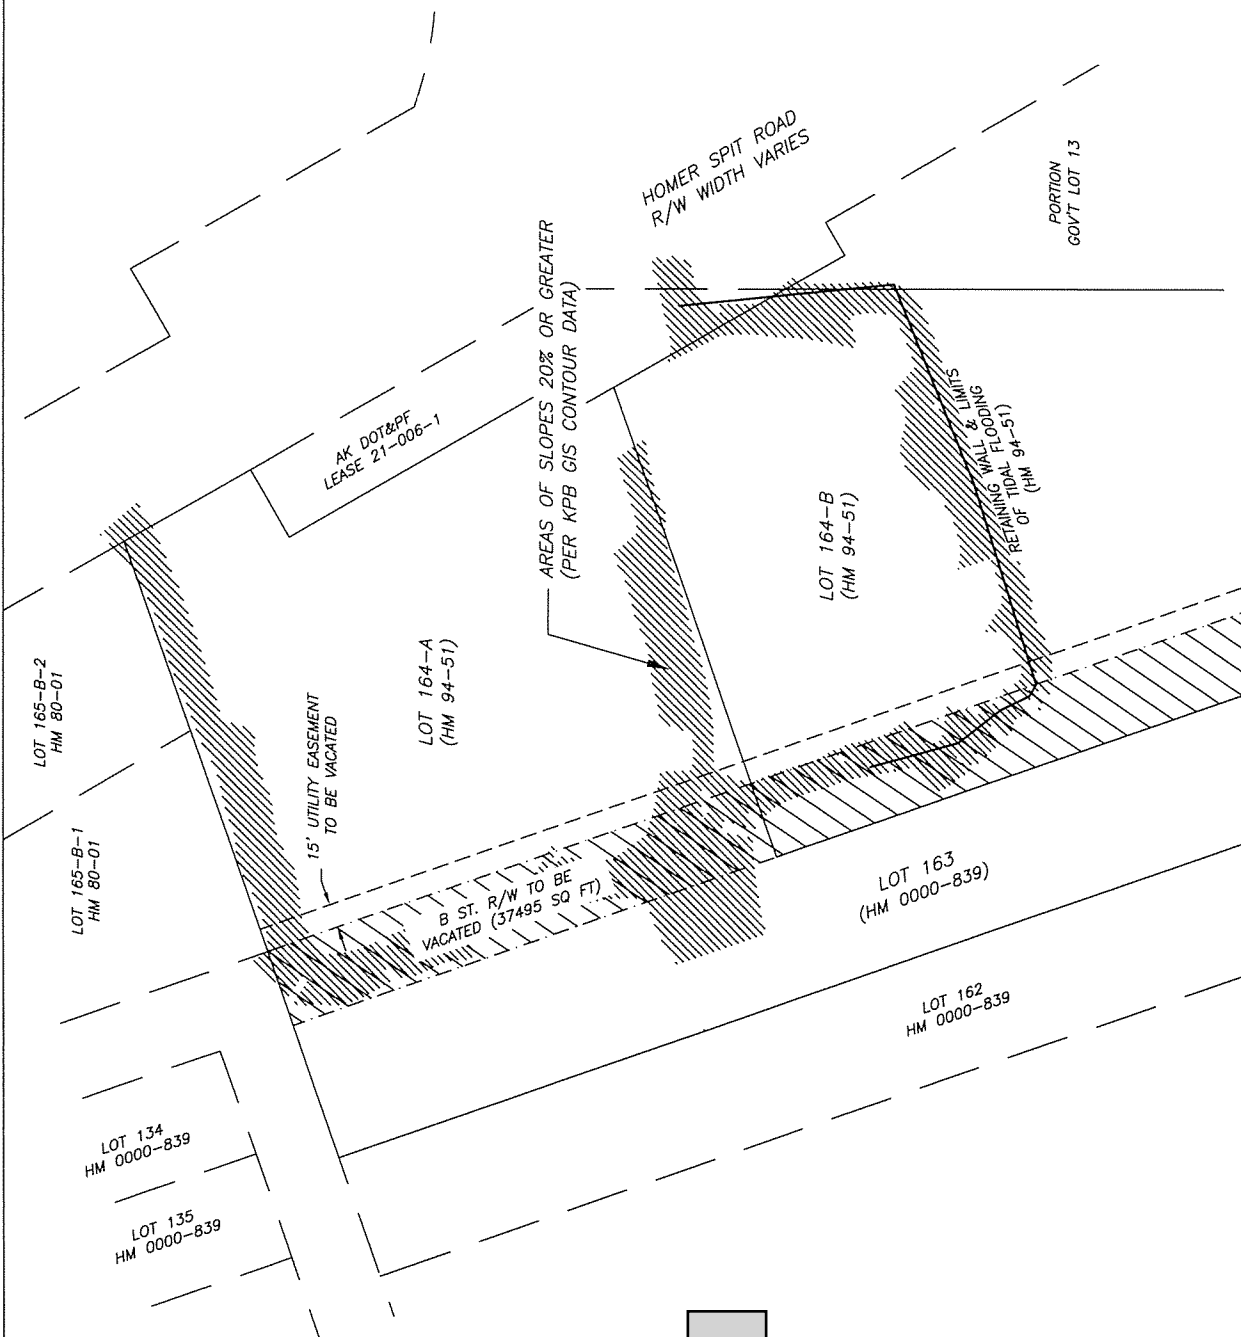 HOMER SPIT ROAD
R/W WIDTH VARIES
PORTION
GOV'T LOT 13
AREAS OF SLOPES 20% OR GREATER
(PER KPB GIS CONTOUR DATA)
AK DOT&PF
LEASE 21-006-1
RETAINING WALL & LIMITS
OF TIDAL FLOODING
(HM 94-51)
LOT 164-B
(HM 94-51)
LOT 164-A
(HM 94-51)
LOT 165-B-2
HM 80-01
15' UTILITY EASEMENT
TO BE VACATED
LOT 165-B-1
HM 80-01
B ST. R/W TO BE
VACATED (37495 SQ FT)
LOT 163
(HM 0000-839)
LOT 162
HM 0000-839
LOT 134
HM 0000-839
LOT 135
HM 0000-839